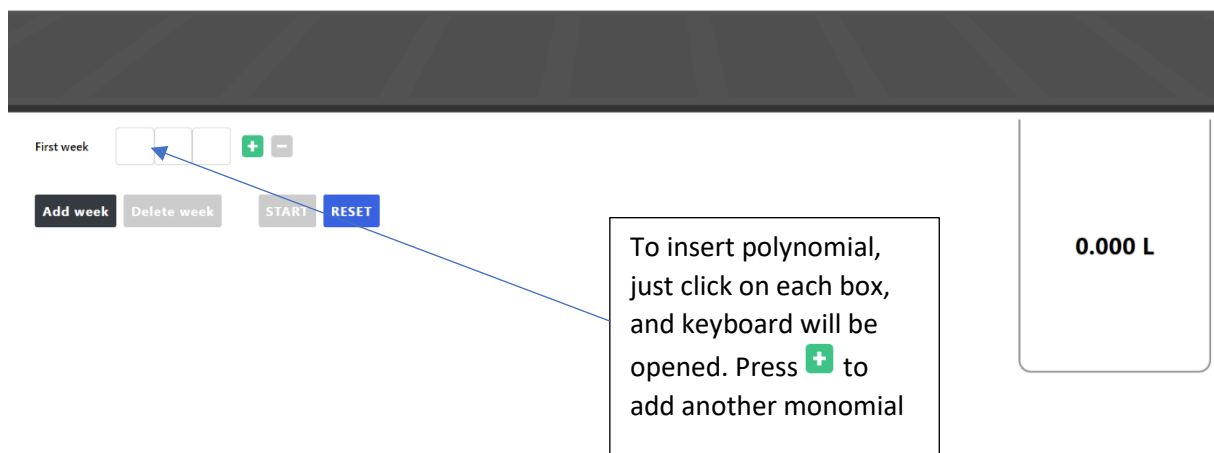 First week + −
Add week Delete week START RESET
To insert polynomial,
just click on each box,
and keyboard will be
opened. Press + to
add another monomial
0.000 L